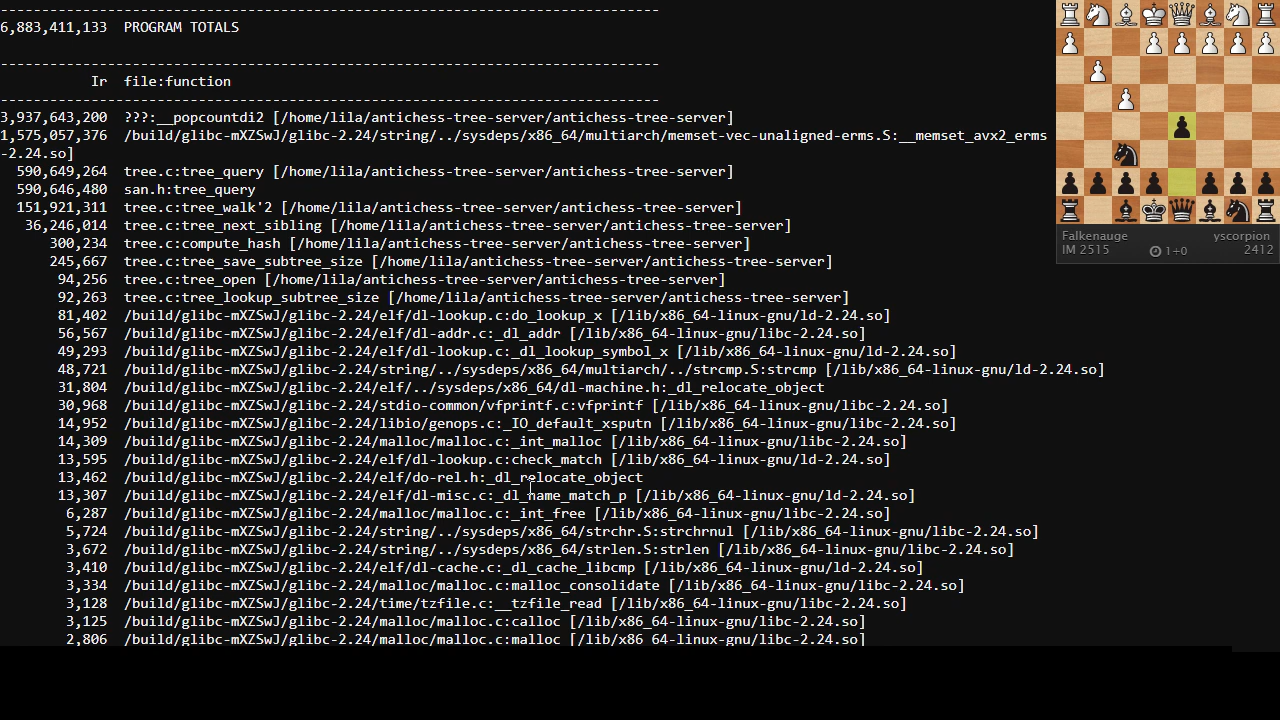 --------------------------------------------------------------------------------
6,883,411,133  PROGRAM TOTALS
--------------------------------------------------------------------------------
Ir  file:function
--------------------------------------------------------------------------------
3,937,643,200  ???:__popcountdi2 [/home/lila/antichess-tree-server/antichess-tree-server]
1,575,057,376  /build/glibc-mXZSwJ/glibc-2.24/string/../sysdeps/x86_64/multiarch/memset-vec-unaligned-erms.S:__memset_avx2_erms
-2.24.so]
590,649,264  tree.c:tree_query [/home/lila/antichess-tree-server/antichess-tree-server]
590,646,480  san.h:tree_query
151,921,311  tree.c:tree_walk'2 [/home/lila/antichess-tree-server/antichess-tree-server]
36,246,014  tree.c:tree_next_sibling [/home/lila/antichess-tree-server/antichess-tree-server]
300,234  tree.c:compute_hash [/home/lila/antichess-tree-server/antichess-tree-server]
245,667  tree.c:tree_save_subtree_size [/home/lila/antichess-tree-server/antichess-tree-server]
94,256  tree.c:tree_open [/home/lila/antichess-tree-server/antichess-tree-server]
92,263  tree.c:tree_lookup_subtree_size [/home/lila/antichess-tree-server/antichess-tree-server]
81,402  /build/glibc-mXZSwJ/glibc-2.24/elf/dl-lookup.c:do_lookup_x [/lib/x86_64-linux-gnu/ld-2.24.so]
56,567  /build/glibc-mXZSwJ/glibc-2.24/elf/dl-addr.c:_dl_addr [/lib/x86_64-linux-gnu/libc-2.24.so]
49,293  /build/glibc-mXZSwJ/glibc-2.24/elf/dl-lookup.c:_dl_lookup_symbol_x [/lib/x86_64-linux-gnu/ld-2.24.so]
48,721  /build/glibc-mXZSwJ/glibc-2.24/string/../sysdeps/x86_64/multiarch/../strcmp.S:strcmp [/lib/x86_64-linux-gnu/ld-2.24.so]
31,804  /build/glibc-mXZSwJ/glibc-2.24/elf/../sysdeps/x86_64/dl-machine.h:_dl_relocate_object
30,968  /build/glibc-mXZSwJ/glibc-2.24/stdio-common/vfprintf.c:vfprintf [/lib/x86_64-linux-gnu/libc-2.24.so]
14,952  /build/glibc-mXZSwJ/glibc-2.24/libio/genops.c:_IO_default_xsputn [/lib/x86_64-linux-gnu/libc-2.24.so]
14,309  /build/glibc-mXZSwJ/glibc-2.24/malloc/malloc.c:_int_malloc [/lib/x86_64-linux-gnu/libc-2.24.so]
13,595  /build/glibc-mXZSwJ/glibc-2.24/elf/dl-lookup.c:check_match [/lib/x86_64-linux-gnu/ld-2.24.so]
13,462  /build/glibc-mXZSwJ/glibc-2.24/elf/do-rel.h:_dl_relocate_object
13,307  /build/glibc-mXZSwJ/glibc-2.24/elf/dl-misc.c:_dl_name_match_p [/lib/x86_64-linux-gnu/ld-2.24.so]
6,287  /build/glibc-mXZSwJ/glibc-2.24/malloc/malloc.c:_int_free [/lib/x86_64-linux-gnu/libc-2.24.so]
5,724  /build/glibc-mXZSwJ/glibc-2.24/string/../sysdeps/x86_64/strchr.S:strchrnul [/lib/x86_64-linux-gnu/libc-2.24.so]
3,672  /build/glibc-mXZSwJ/glibc-2.24/string/../sysdeps/x86_64/strlen.S:strlen [/lib/x86_64-linux-gnu/libc-2.24.so]
3,410  /build/glibc-mXZSwJ/glibc-2.24/elf/dl-cache.c:_dl_cache_libcmp [/lib/x86_64-linux-gnu/ld-2.24.so]
3,334  /build/glibc-mXZSwJ/glibc-2.24/malloc/malloc.c:malloc_consolidate [/lib/x86_64-linux-gnu/libc-2.24.so]
3,128  /build/glibc-mXZSwJ/glibc-2.24/time/tzfile.c:__tzfile_read [/lib/x86_64-linux-gnu/libc-2.24.so]
3,125  /build/glibc-mXZSwJ/glibc-2.24/malloc/malloc.c:calloc [/lib/x86_64-linux-gnu/libc-2.24.so]
2,806  /build/glibc-mXZSwJ/glibc-2.24/malloc/malloc.c:malloc [/lib/x86_64-linux-gnu/libc-2.24.so]
Falkenauge yscorpion
IM 2515 1+0 2412